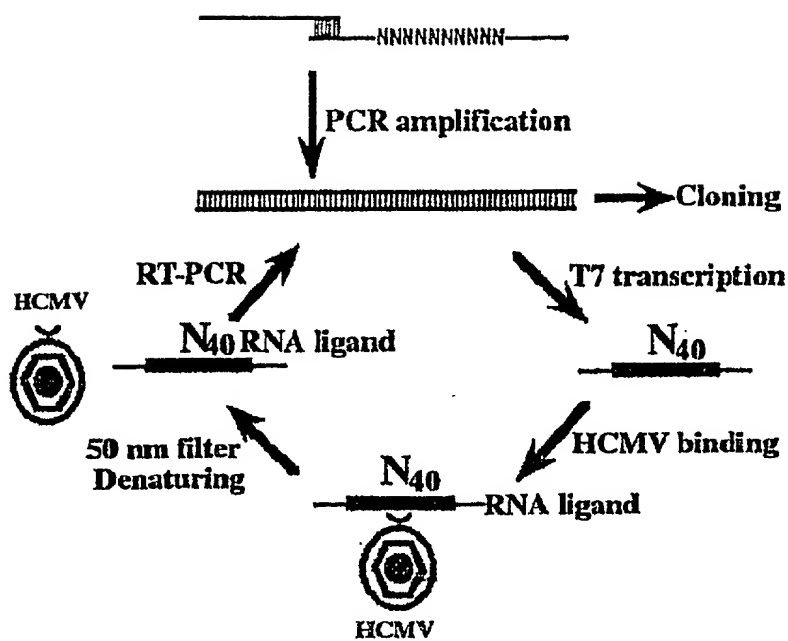 NNNNNNNNNNN
PCR amplification
Cloning
RT-PCR
T7 transcription
HCMV
N40 RNA ligand
N40
50 nm filter
Denaturing
HCMV binding
N40
RNA ligand
HCMV